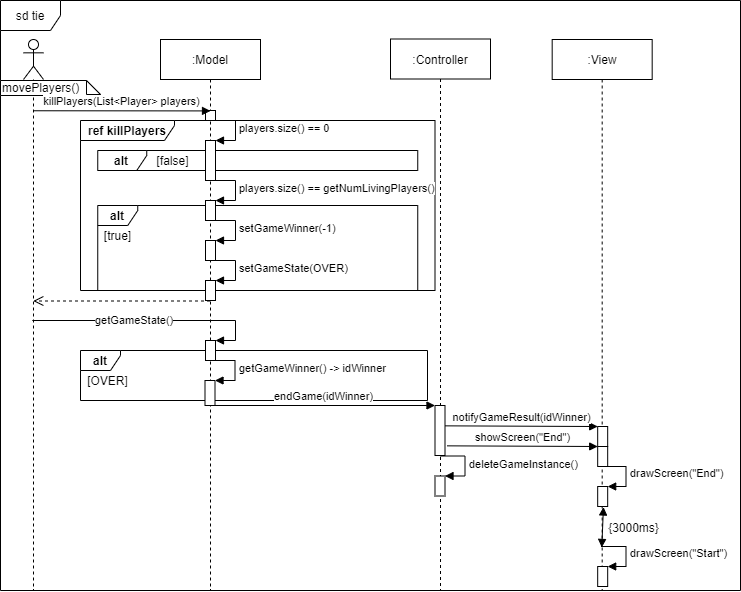 sd tie
:Model
:Controller
:View
movePlayers()
killPlayers(List<Player> players)
ref killPlayers
players.size() == 0
alt
[false]
players.size() == getNumLivingPlayers()
alt
[true]
setGameWinner(-1)
setGameState(OVER)
getGameState()
alt
[OVER]
getGameWinner() -> idWinner
endGame(idWinner)
notifyGameResult(idWinner)
showScreen("End")
deleteGameInstance()
drawScreen("End")
{3000ms}
drawScreen("Start")